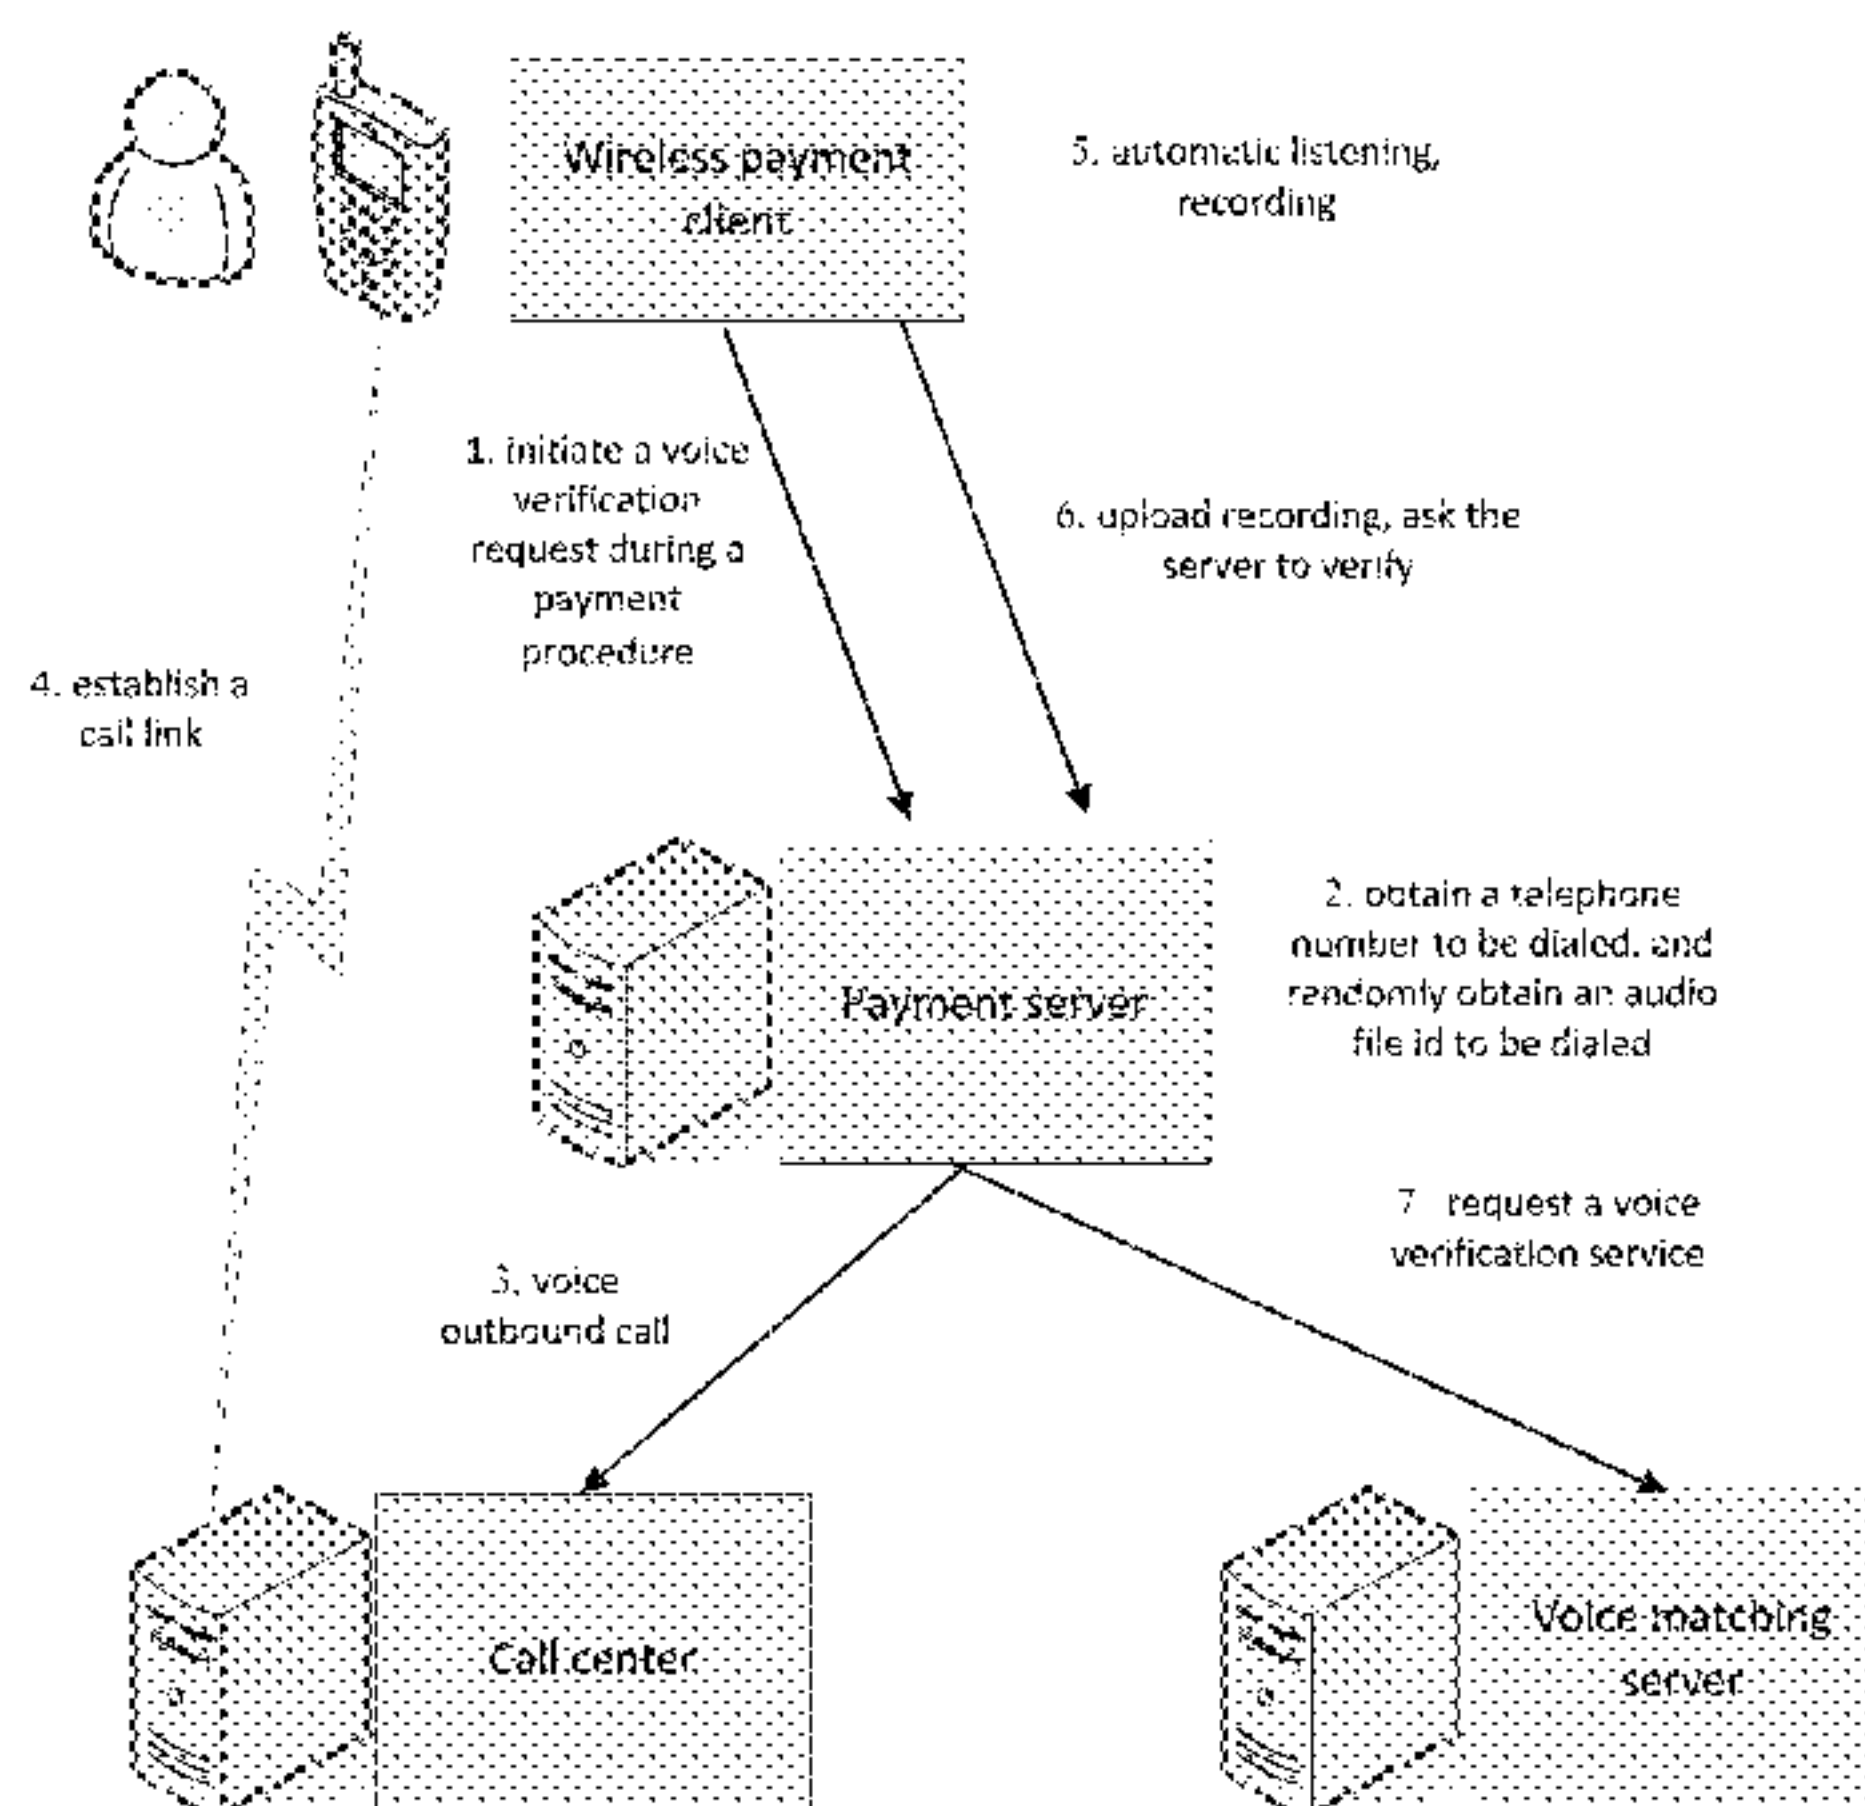 Wireless payment
client
5. automatic listening,
recording
1. initiate a voice
verification
request during a
payment
procedure
6. upload recording, ask the
server to verify
4. establish a
call link
Payment server
2. obtain a telephone
number to be dialed, and
randomly obtain an audio
file id to be dialed
7 request a voice
verification service
3. voice
outbound call
Call center
Voice matching
server